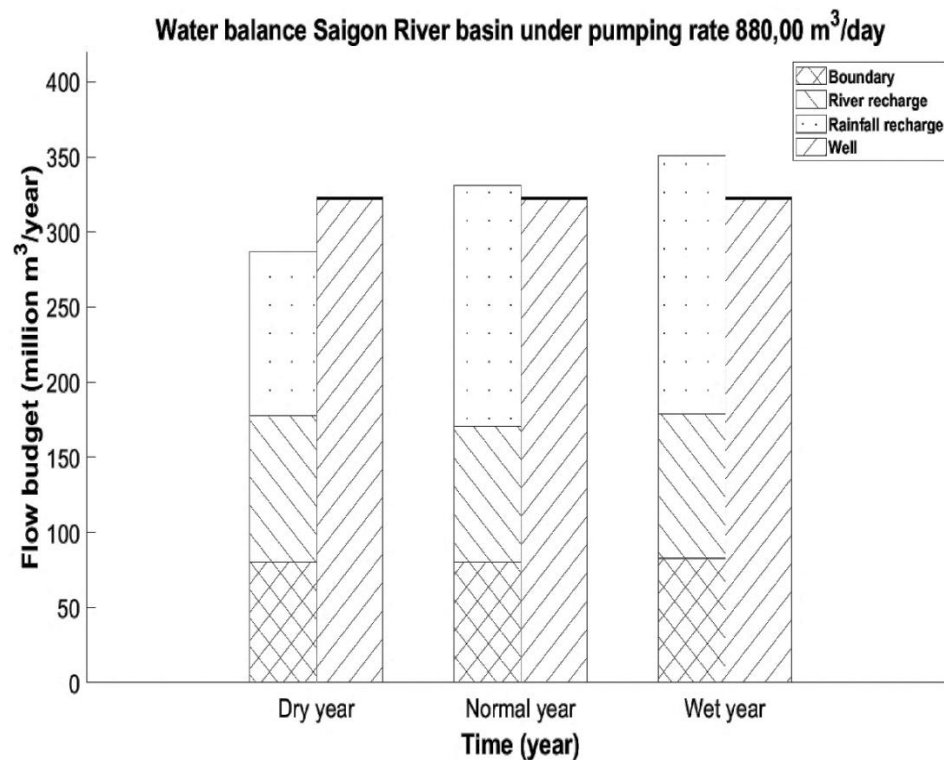 Water balance Saigon River basin under pumping rate 880,00 m³/day
Boundary
River recharge
Rainfall recharge
Well
Flow budget (million m³/year)
400
350
300
250
200
150
100
50
0
Dry year
Normal year
Wet year
Time (year)